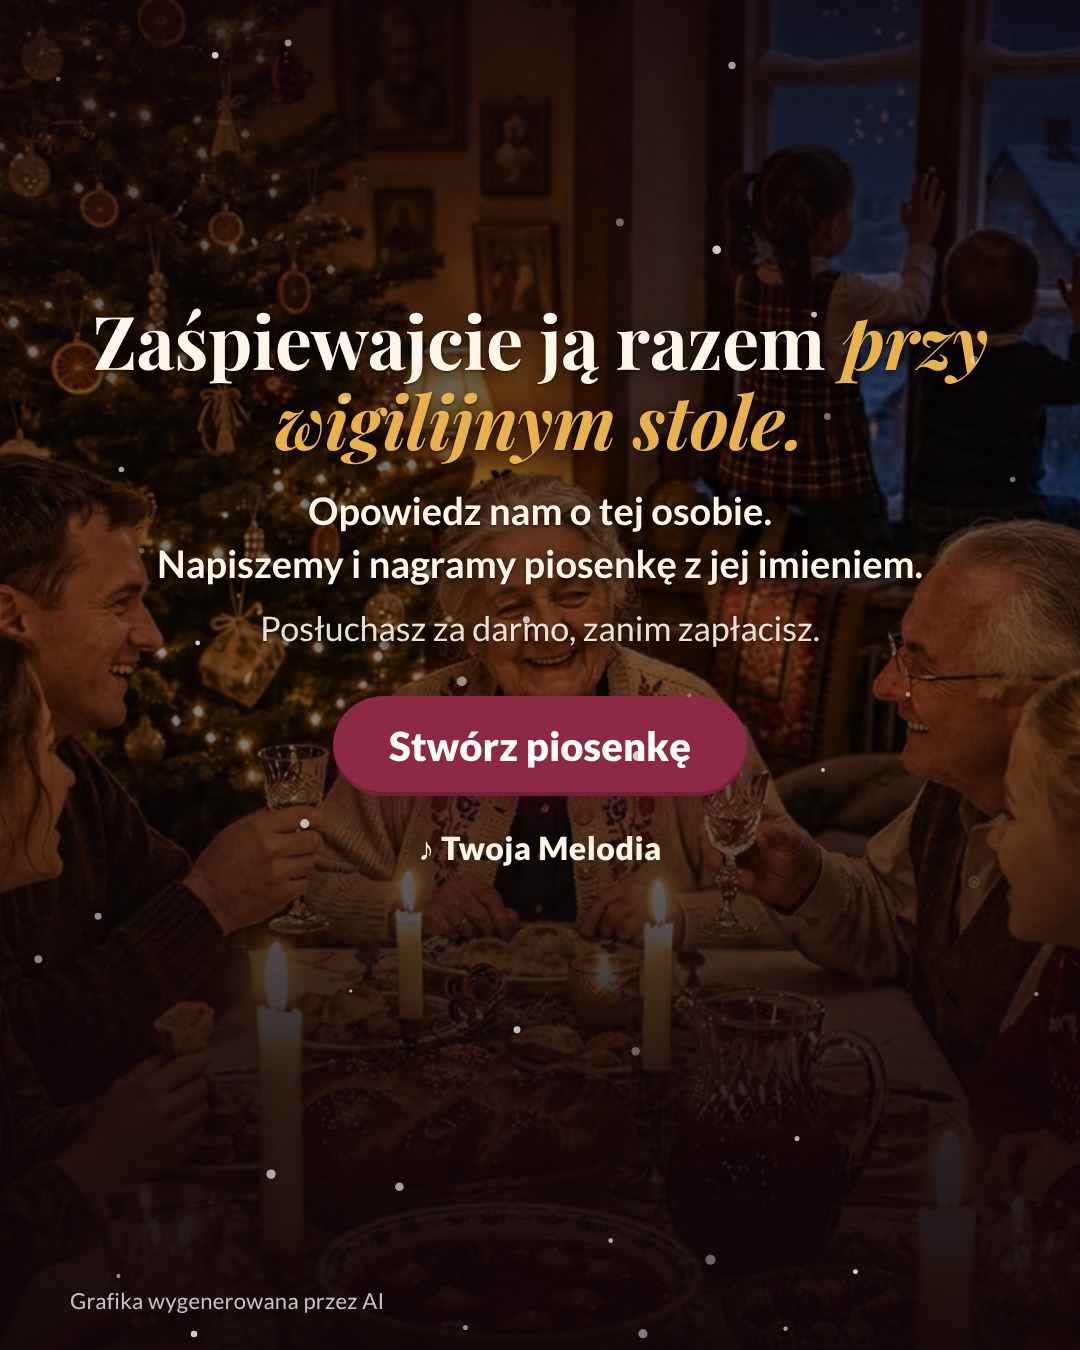 Zaśpiewajcie ją razem przy
wigilijnym stole.
Opowiedz nam o tej osobie.
Napiszemy i nagramy piosenkę z jej imieniem.
Posłuchasz za darmo, zanim zapłacisz.
Stwórz piosenkę
♪ Twoja Melodia
Grafika wygenerowana przez AI